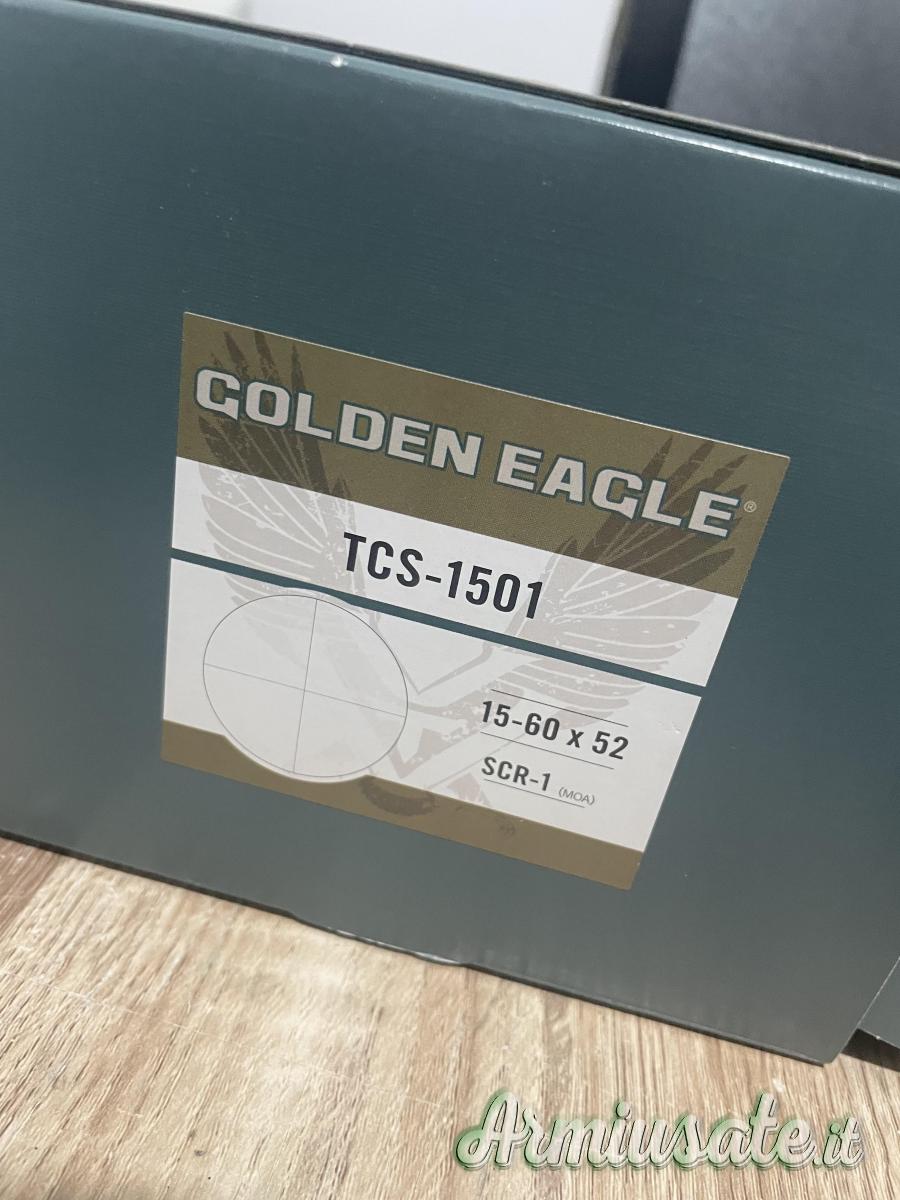 GOLDEN EAGLE®
TCS-1501
15-60 x 52
SCR-1 (MOA)
Armiusate.it